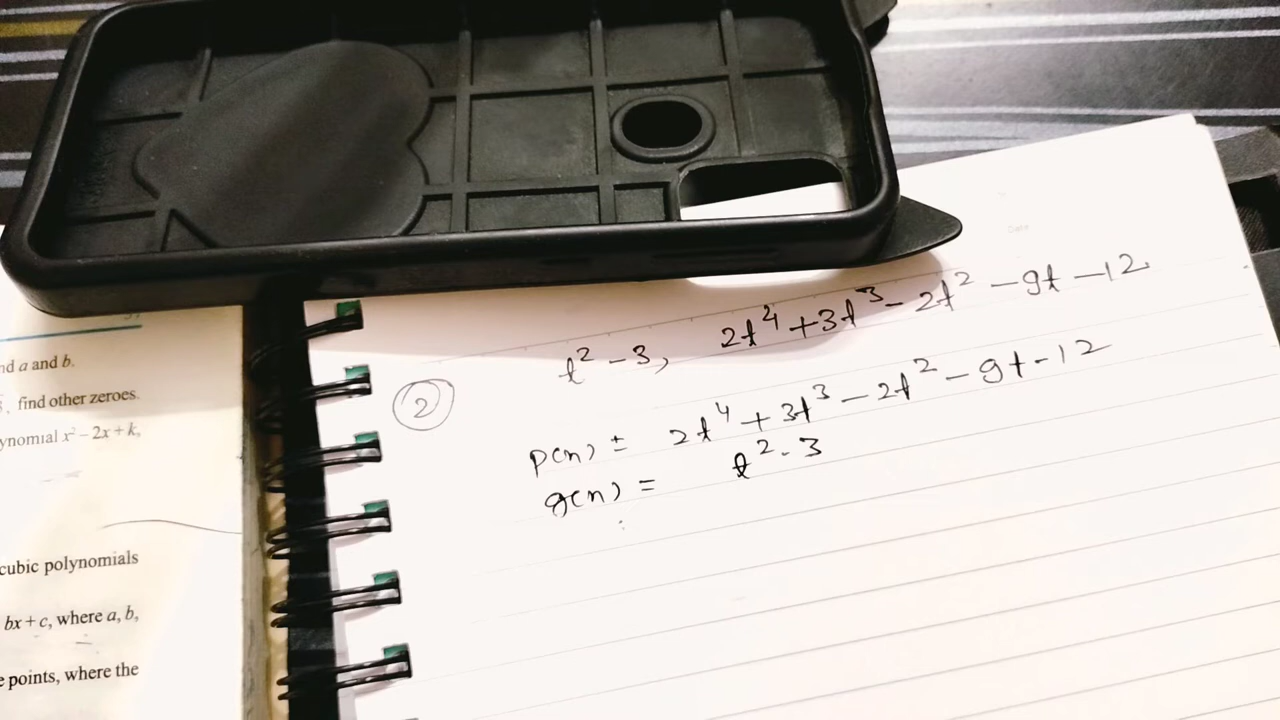 nd a and b.
, find other zeroes.
ynomial x² – 2x + k,
cubic polynomials
bx + c, where a, b,
e points, where the
Date
t² - 3, 2t⁴ + 3t³ - 2t² - 9t - 12.
② p(n) = 2t⁴ + 3t³ - 2t² - 9t - 12
g(n) = t² - 3